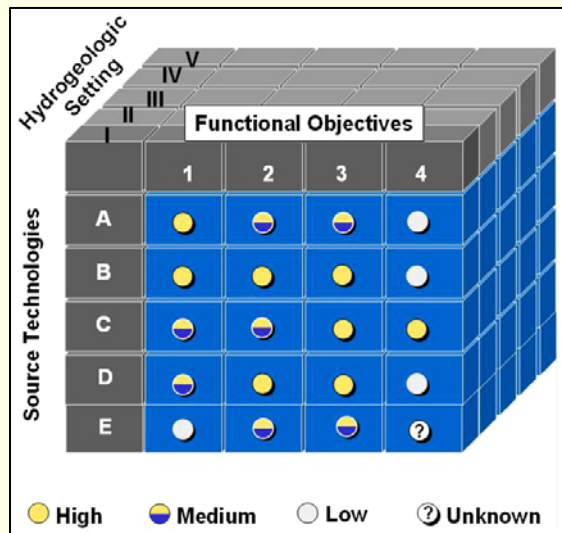 Hydrogeologic
Setting
V
IV
III
II
I
Functional Objectives
1 2 3 4
Source Technologies
A
B
C
D
E ?
High Medium Low ? Unknown